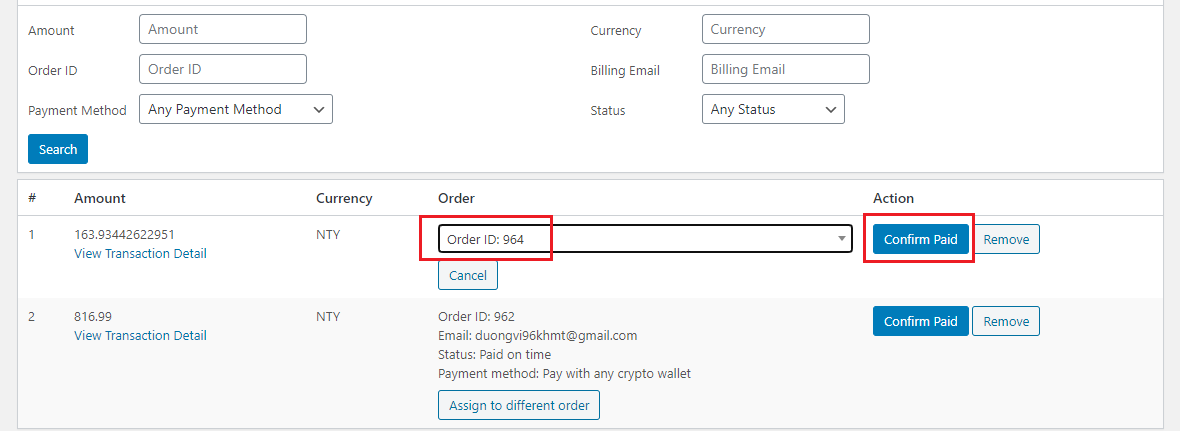 Amount Amount Currency Currency
Order ID Order ID Billing Email Billing Email
Payment Method Any Payment Method Status Any Status
Search
# Amount Currency Order Action
1 163.93442622951 NTY Order ID: 964 Confirm Paid Remove
View Transaction Detail
Cancel
2 816.99 NTY Order ID: 962 Confirm Paid Remove
View Transaction Detail Email: duongvi96khmt@gmail.com
Status: Paid on time
Payment method: Pay with any crypto wallet
Assign to different order